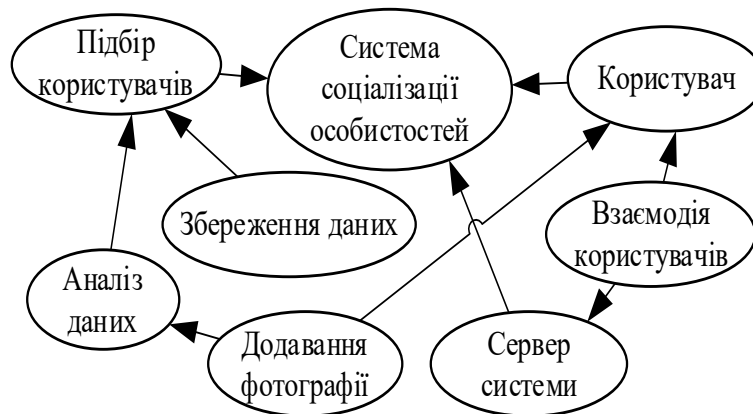 Підбір
користувачів
Система
соціалізації
особистостей
Користувач
Збереження даних
Взаємодія
користувачів
Аналіз
даних
Додавання
фотографії
Сервер
системи